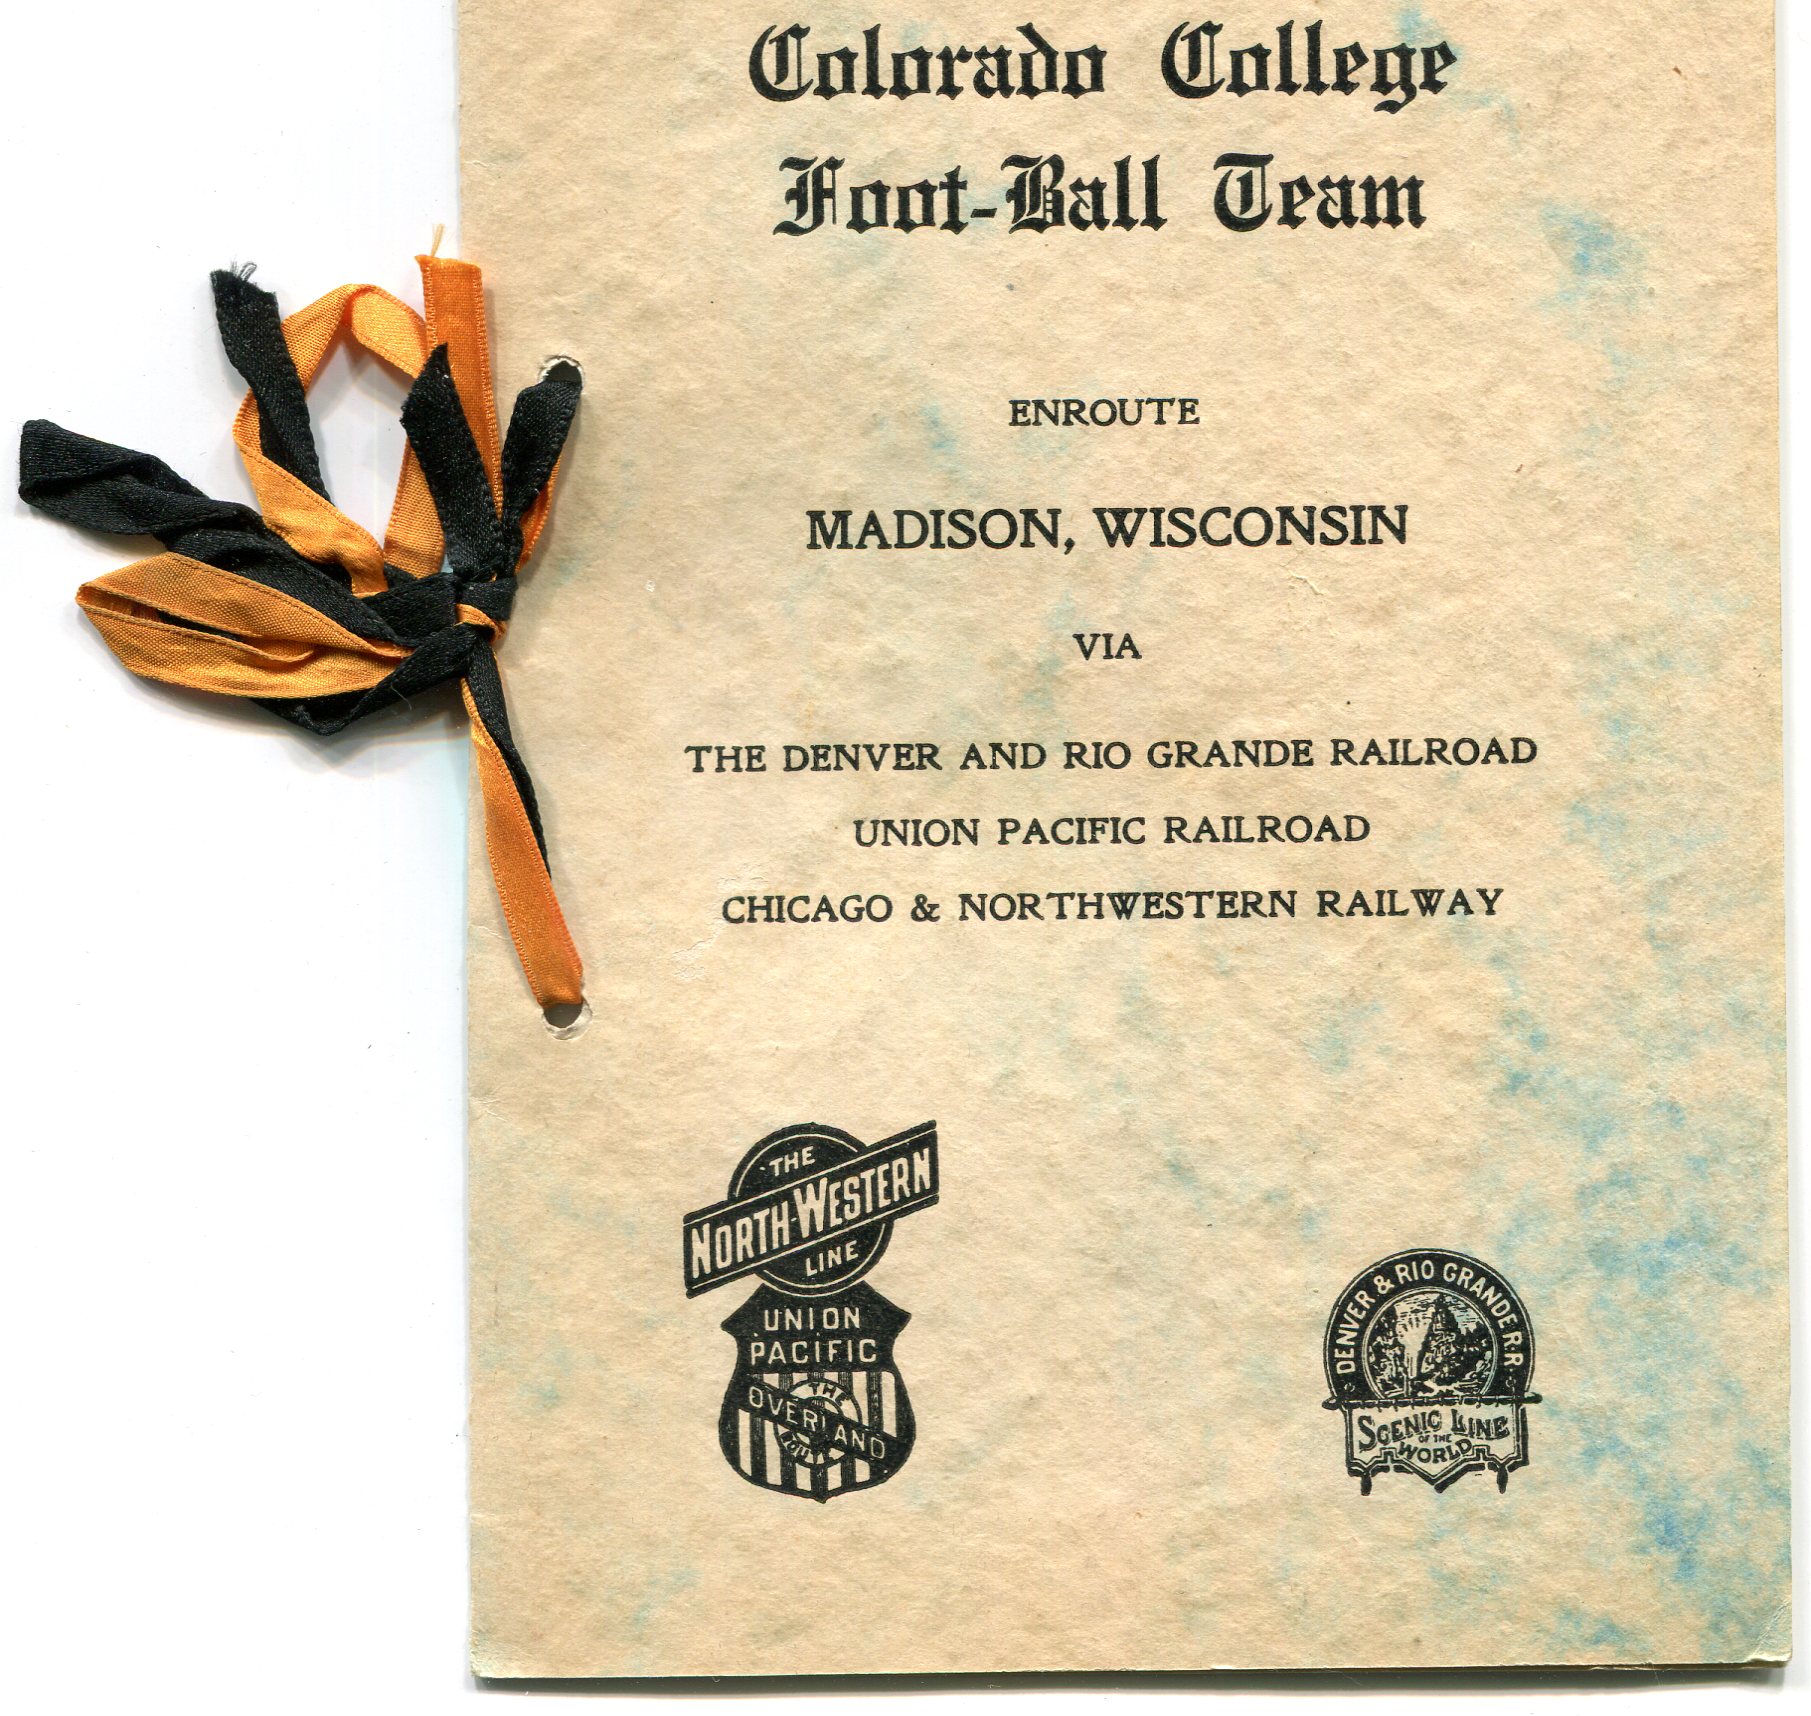 Colorado College
Foot-Ball Team
ENROUTE
MADISON, WISCONSIN
VIA
THE DENVER AND RIO GRANDE RAILROAD
UNION PACIFIC RAILROAD
CHICAGO & NORTHWESTERN RAILWAY
THE
NORTH-WESTERN
LINE
UNION
PACIFIC
THE
OVERLAND
ROUTE
DENVER & RIO GRANDE R.R.
SCENIC LINE
OF THE
WORLD